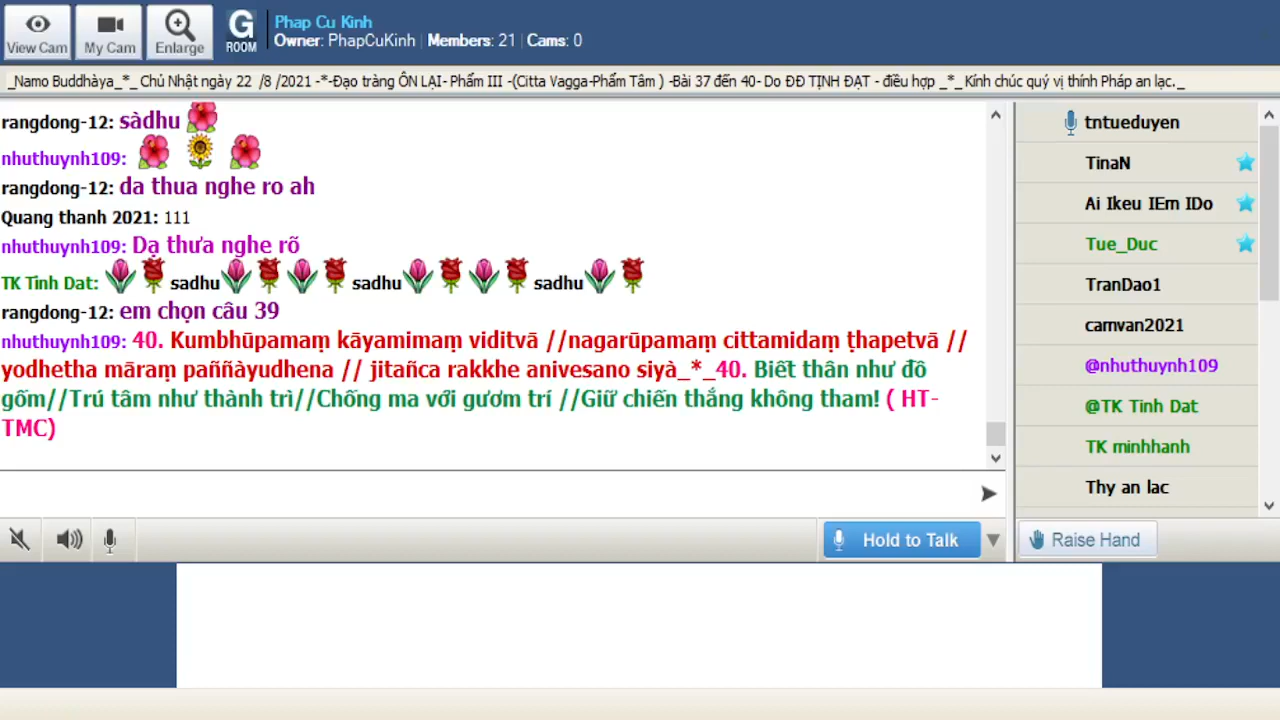 View Cam
My Cam
Enlarge
G
ROOM
Phap Cu Kinh
Owner: PhapCuKinh | Members: 21 | Cams: 0
_Namo Buddhàya_*_ Chủ Nhật ngày 22 /8 /2021 -*-Đạo tràng ÔN LẠI- Phẩm III -(Citta Vagga-Phẩm Tâm ) -Bài 37 đến 40- Do ĐĐ TỊNH ĐẠT - điều hợp _*_ Kính chúc quý vị thính Pháp an lạc._
rangdong-12: sàdhu
nhuthuynh109:
rangdong-12: da thua nghe ro ah
Quang thanh 2021: 111
nhuthuynh109: Dạ thưa nghe rõ
TK Tinh Dat: sadhu sadhu sadhu
rangdong-12: em chọn câu 39
nhuthuynh109: 40. Kumbhūpamaṃ kāyamimaṃ viditvā //nagarūpamaṃ cittamidaṃ ṭhapetvā //
yodhetha māraṃ paññàyudhena // jitañca rakkhe anivesano siyà_*_40. Biết thân như đồ
gốm//Trú tâm như thành trì//Chống ma với gươm trí //Giữ chiến thắng không tham! ( HT-
TMC)
tntueduyen
TinaN
Ai Ikeu IEm IDo
Tue_Duc
TranDao1
camvan2021
@nhuthuynh109
@TK Tinh Dat
TK minhhanh
Thy an lac
Hold to Talk
Raise Hand